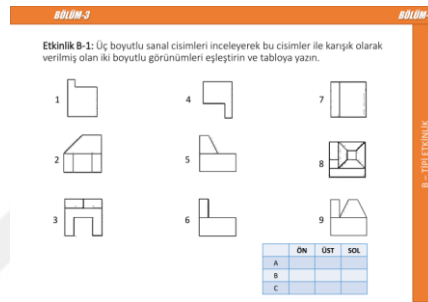 BÖLÜM-3
BÖLÜM-
Etkinlik B-1: Üç boyutlu sanal cisimleri inceleyerek bu cisimler ile karışık olarak
verilmiş olan iki boyutlu görünümleri eşleştirin ve tabloya yazın.
1 4 7
2 5 8
3 6 9
ÖN ÜST SOL
A
B
C
B – TİPİ ETKİNLİK